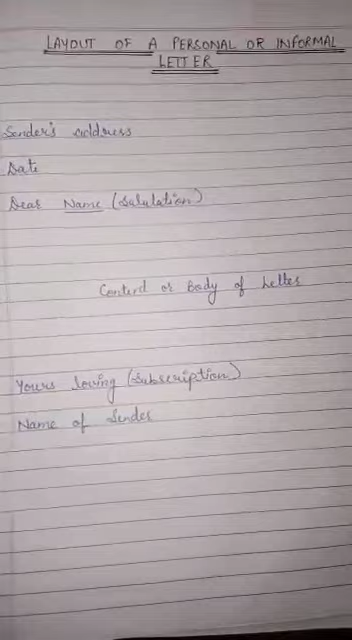 LAYOUT OF A PERSONAL OR INFORMAL
LETTER
Sender's address
Date
Dear Name (Salutation)
Content or Body of Letter
Yours loving (Subscription)
Name of Sender